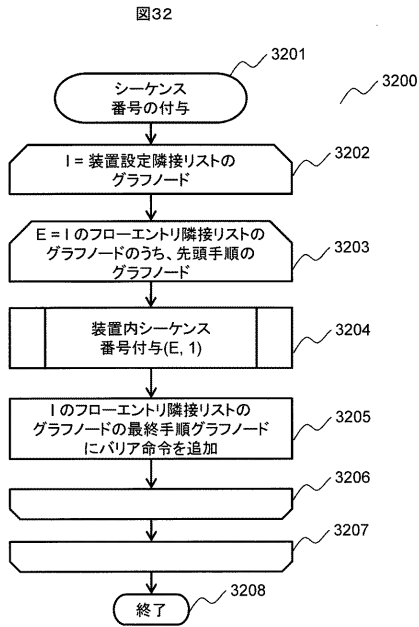 図32
3201
シーケンス
番号の付与
3200
3202
I = 装置設定隣接リストの
グラフノード
3203
E = I のフローエントリ隣接リストの
グラフノードのうち、先頭手順の
グラフノード
3204
装置内シーケンス
番号付与(E, 1)
3205
I のフローエントリ隣接リストの
グラフノードの最終手順グラフノード
にバリア命令を追加
3206
3207
3208
終了